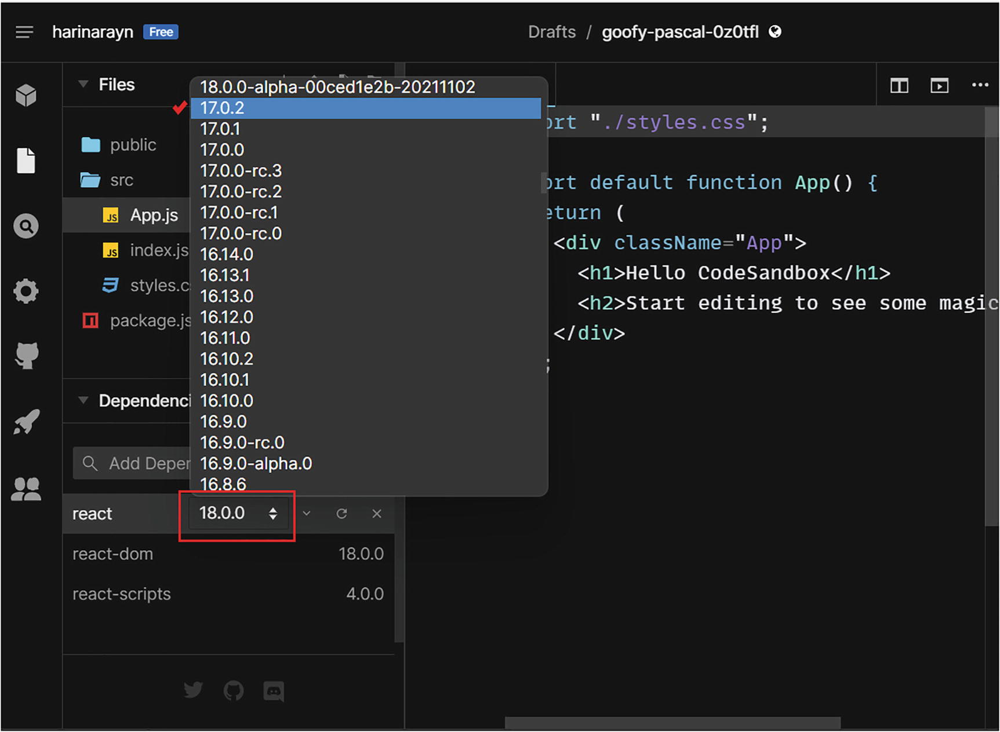 harinarayn Free
Drafts / goofy-pascal-0z0tfl
Files
public
src
JS App.js
JS index.js
styles.c
package.js
Dependenci
Add Deper
18.0.0-alpha-00ced1e2b-20211102
17.0.2
17.0.1
17.0.0
17.0.0-rc.3
17.0.0-rc.2
17.0.0-rc.1
17.0.0-rc.0
16.14.0
16.13.1
16.13.0
16.12.0
16.11.0
16.10.2
16.10.1
16.10.0
16.9.0
16.9.0-rc.0
16.9.0-alpha.0
16.8.6
react 18.0.0
react-dom 18.0.0
react-scripts 4.0.0
ort "./styles.css";
ort default function App() {
eturn (
<div className="App">
<h1>Hello CodeSandbox</h1>
<h2>Start editing to see some magic
</div>
;